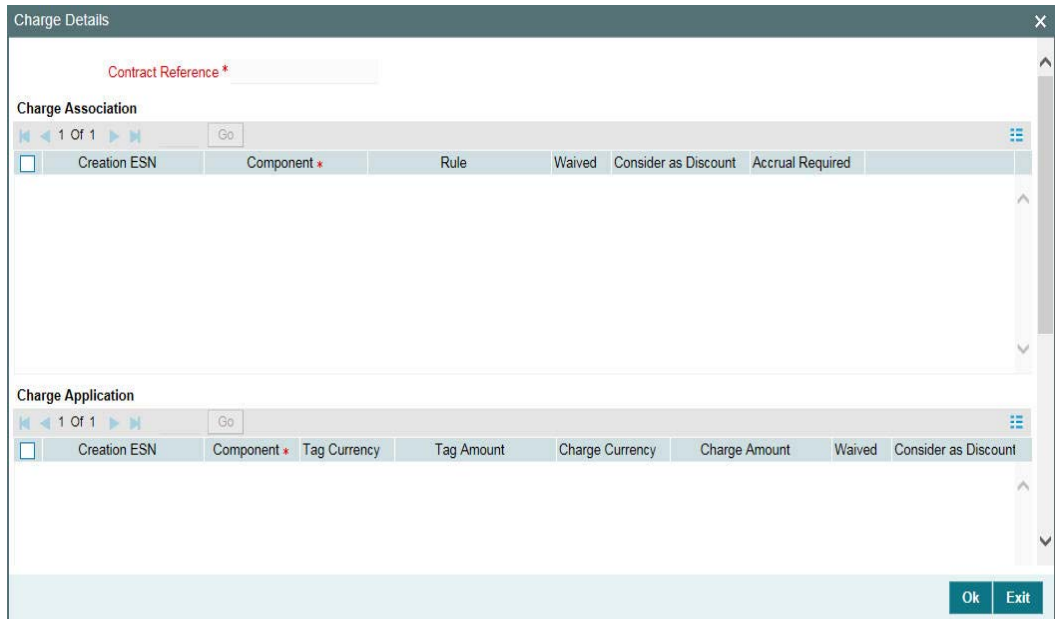 Charge Details
Contract Reference *
Charge Association
1 Of 1 Go
Creation ESN Component * Rule Waived Consider as Discount Accrual Required
Charge Application
1 Of 1 Go
Creation ESN Component * Tag Currency Tag Amount Charge Currency Charge Amount Waived Consider as Discount
Ok Exit